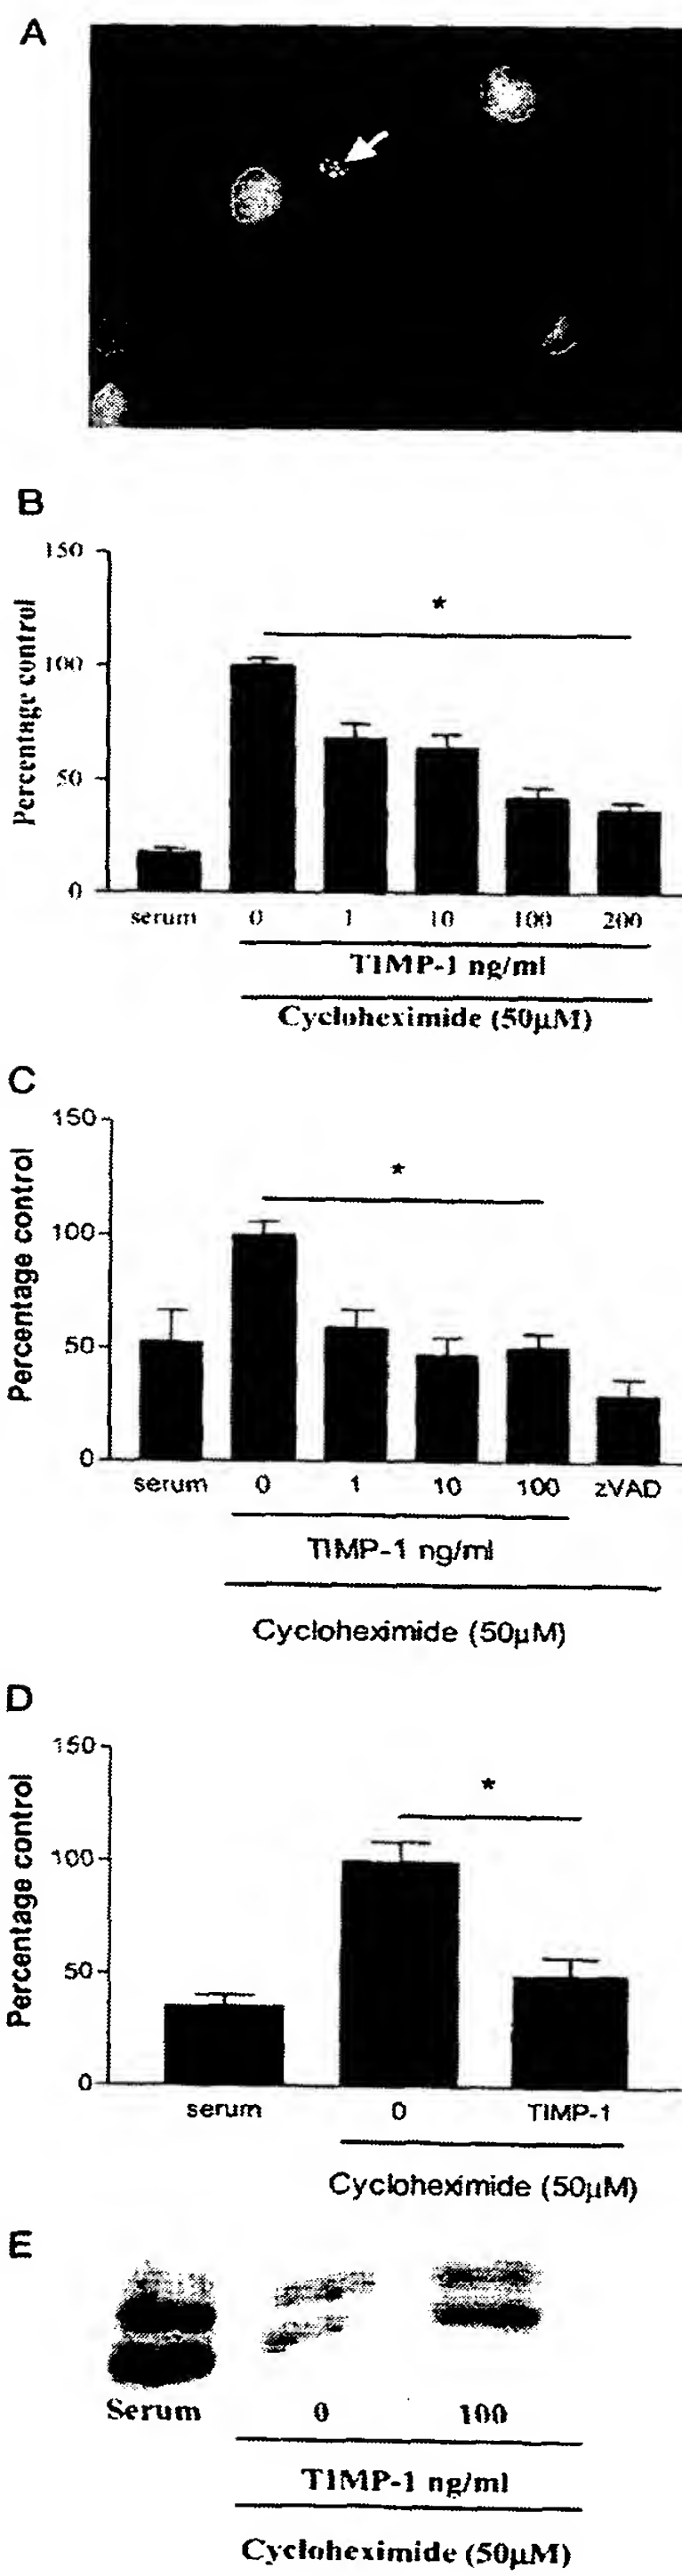 A
B
150
100
50
0
Percentage control
*
serum 0 1 10 100 200
TIMP-1 ng/ml
Cycloheximide (50μM)
C
150
100
50
0
Percentage control
*
serum 0 1 10 100 zVAD
TIMP-1 ng/ml
Cycloheximide (50μM)
D
150
100
50
0
Percentage control
*
serum 0 TIMP-1
Cycloheximide (50μM)
E
Serum 0 100
TIMP-1 ng/ml
Cycloheximide (50μM)